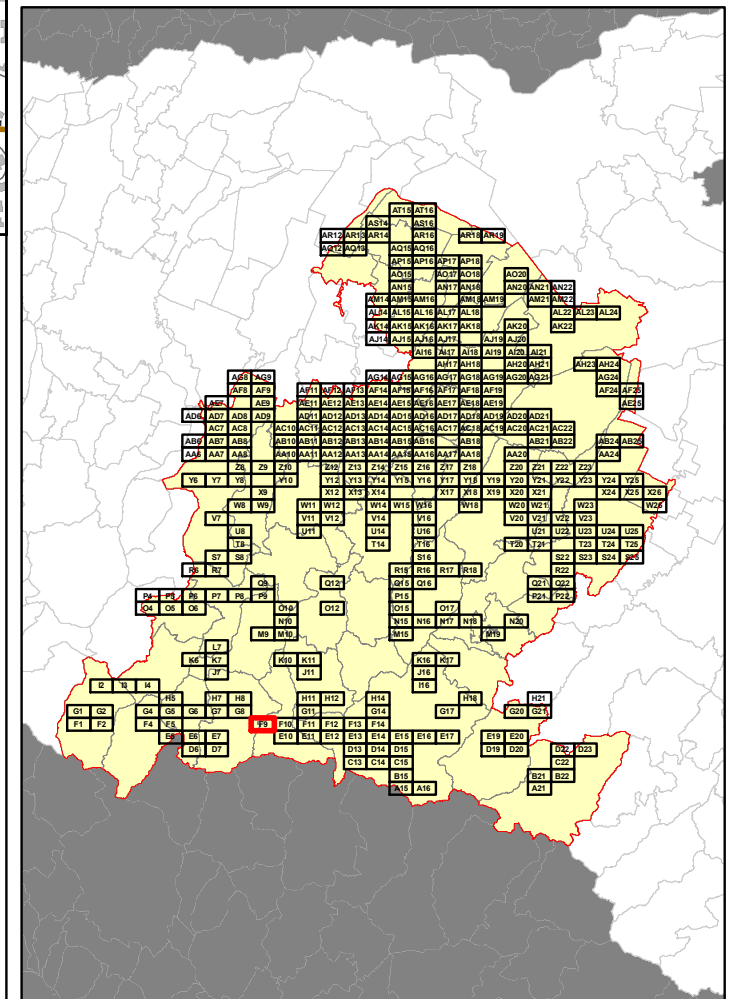 AT15 AT16
AS14 AS16
AR12 AR13 AR14 AR16 AR18 AR19
AQ12 AQ13 AQ15 AQ16
AP15 AP16 AP17 AP18
AO15 AO17 AO18 AO20
AN15 AN17 AN18 AN20 AN21 AN22
AM14 AM15 AM16 AM18 AM19 AM21 AM22
AL14 AL15 AL16 AL17 AL18 AL22 AL23 AL24
AK14 AK15 AK16 AK17 AK18 AK20 AK22
AJ14 AJ15 AJ16 AJ17 AJ19 AJ20
AI16 AI17 AI18 AI19 AI20 AI21
AH17 AH18 AH20 AH21 AH23 AH24
AG8 AG9 AG14 AG15 AG16 AG17 AG18 AG19 AG20 AG21 AG24
AF8 AF9 AF11 AF12 AF13 AF14 AF15 AF16 AF17 AF18 AF19 AF24 AF25
AE7 AE9 AE11 AE12 AE13 AE14 AE15 AE16 AE17 AE18 AE19 AE25
AD6 AD7 AD8 AD9 AD11 AD12 AD13 AD14 AD15 AD16 AD17 AD18 AD19 AD20 AD21
AC7 AC8 AC10 AC11 AC12 AC13 AC14 AC15 AC16 AC17 AC18 AC19 AC20 AC21 AC22
AB6 AB7 AB8 AB10 AB11 AB12 AB13 AB14 AB15 AB16 AB18 AB21 AB22 AB24 AB25
AA6 AA7 AA8 AA10 AA11 AA12 AA13 AA14 AA15 AA16 AA17 AA18 AA20 AA24
Z8 Z9 Z10 Z12 Z13 Z14 Z15 Z16 Z17 Z18 Z20 Z21 Z22 Z23
Y6 Y7 Y8 Y10 Y12 Y13 Y14 Y15 Y16 Y17 Y18 Y19 Y20 Y21 Y22 Y23 Y24 Y25
X9 X12 X13 X14 X17 X18 X19 X20 X21 X24 X25 X26
W8 W9 W11 W12 W14 W15 W16 W18 W20 W21 W23 W26
V7 V11 V12 V14 V16 V20 V21 V22 V23
U8 U11 U14 U16 U21 U22 U23 U24 U25
T8 T14 T16 T20 T21 T23 T24 T25
S7 S8 S16 S22 S23 S24 S25
R6 R7 R15 R16 R17 R18 R22
Q9 Q12 Q15 Q16 Q21 Q22
P4 P5 P6 P7 P8 P9 P15 P21 P22
O4 O5 O6 O10 O12 O15 O17
N10 N15 N16 N17 N18 N20
M9 M10 M15 M19
L7
K6 K7 K10 K11 K16 K17
J7 J11 J16
I2 I3 I4 I16
H5 H7 H8 H11 H12 H14 H18 H21
G1 G2 G4 G5 G6 G7 G8 G11 G14 G17 G20 G21
F1 F2 F4 F5 F9 F10 F11 F12 F13 F14
E5 E6 E7 E10 E11 E12 E13 E14 E15 E16 E17 E19 E20
D6 D7 D13 D14 D15 D19 D20 D22 D23
C13 C14 C15 C22
B15 B21 B22
A15 A16 A21